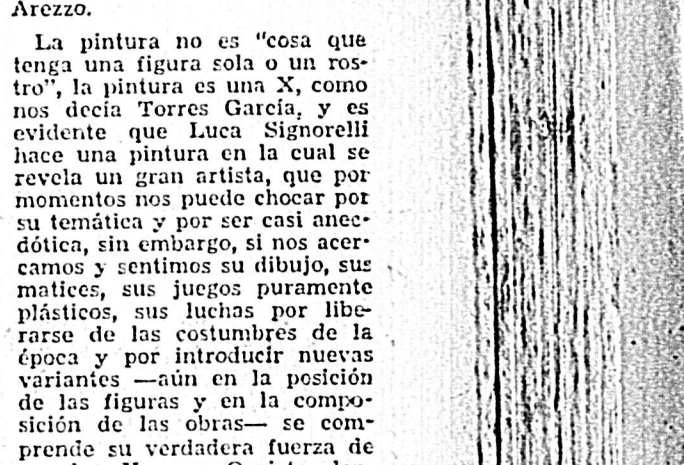 Arezzo.
La pintura no es "cosa que
tenga una figura sola o un ros-
tro", la pintura es una X, como
nos decía Torres García, y es
evidente que Luca Signorelli
hace una pintura en la cual se
revela un gran artista, que por
momentos nos puede chocar por
su temática y por ser casi anec-
dótica, sin embargo, si nos acer-
camos y sentimos su dibujo, sus
matices, sus juegos puramente
plásticos, sus luchas por libe-
rarse de las costumbres de la
época y por introducir nuevas
variantes —aún en la posición
de las figuras y en la compo-
sición de las obras— se com-
prende su verdadera fuerza de